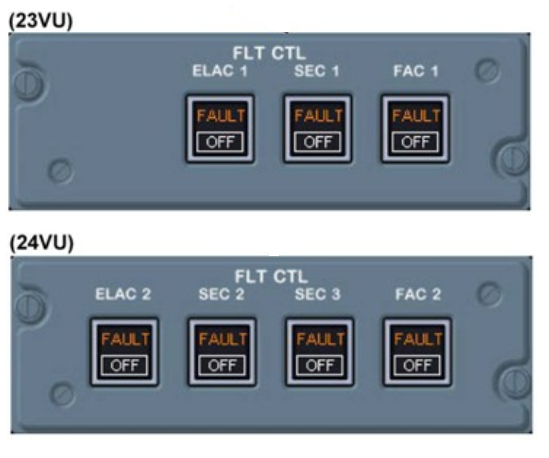 (23VU)
FLT CTL
ELAC 1 SEC 1 FAC 1
FAULT FAULT FAULT
OFF OFF OFF
(24VU)
FLT CTL
ELAC 2 SEC 2 SEC 3 FAC 2
FAULT FAULT FAULT FAULT
OFF OFF OFF OFF